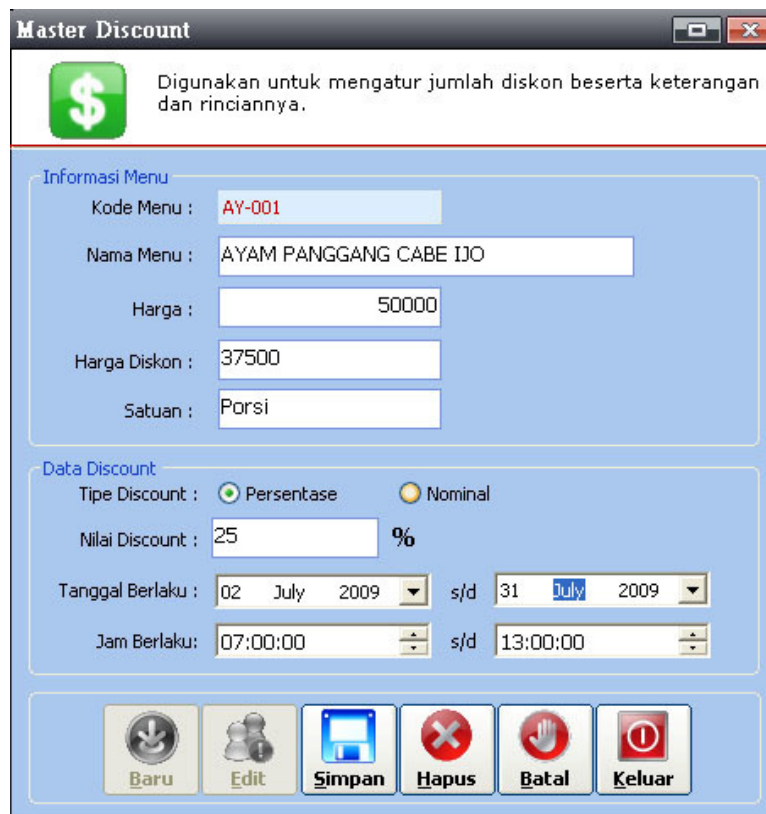 Master Discount
Digunakan untuk mengatur jumlah diskon beserta keterangan
dan rinciannya.
Informasi Menu
Kode Menu : AY-001
Nama Menu : AYAM PANGGANG CABE IJO
Harga : 50000
Harga Diskon : 37500
Satuan : Porsi
Data Discount
Tipe Discount : Persentase Nominal
Nilai Discount : 25 %
Tanggal Berlaku : 02 July 2009 s/d 31 July 2009
Jam Berlaku: 07:00:00 s/d 13:00:00
Baru Edit Simpan Hapus Batal Keluar